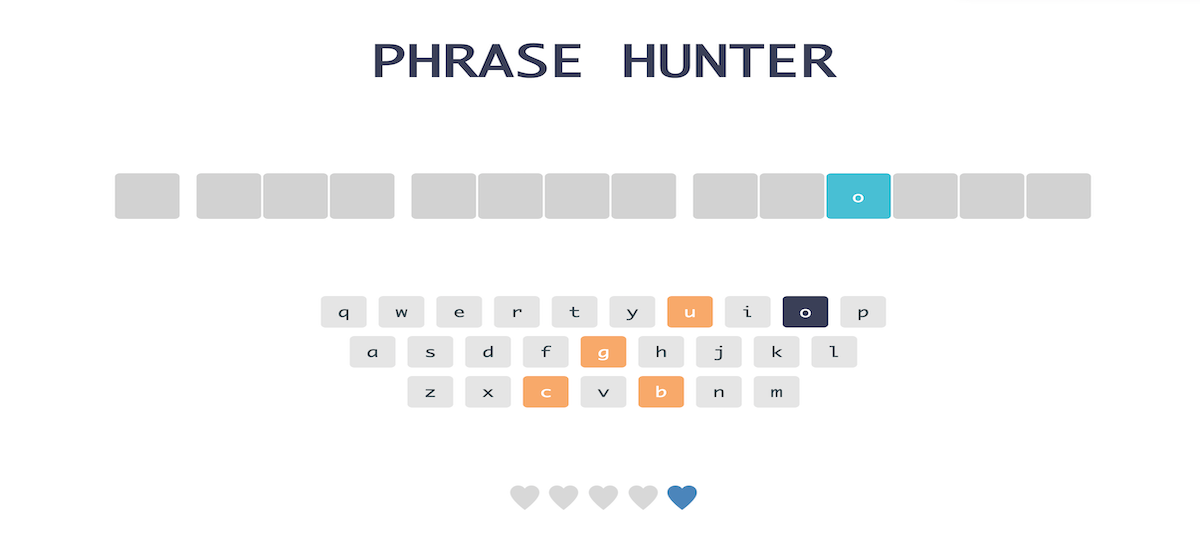 PHRASE HUNTER
o
q w e r t y u i o p
a s d f g h j k l
z x c v b n m